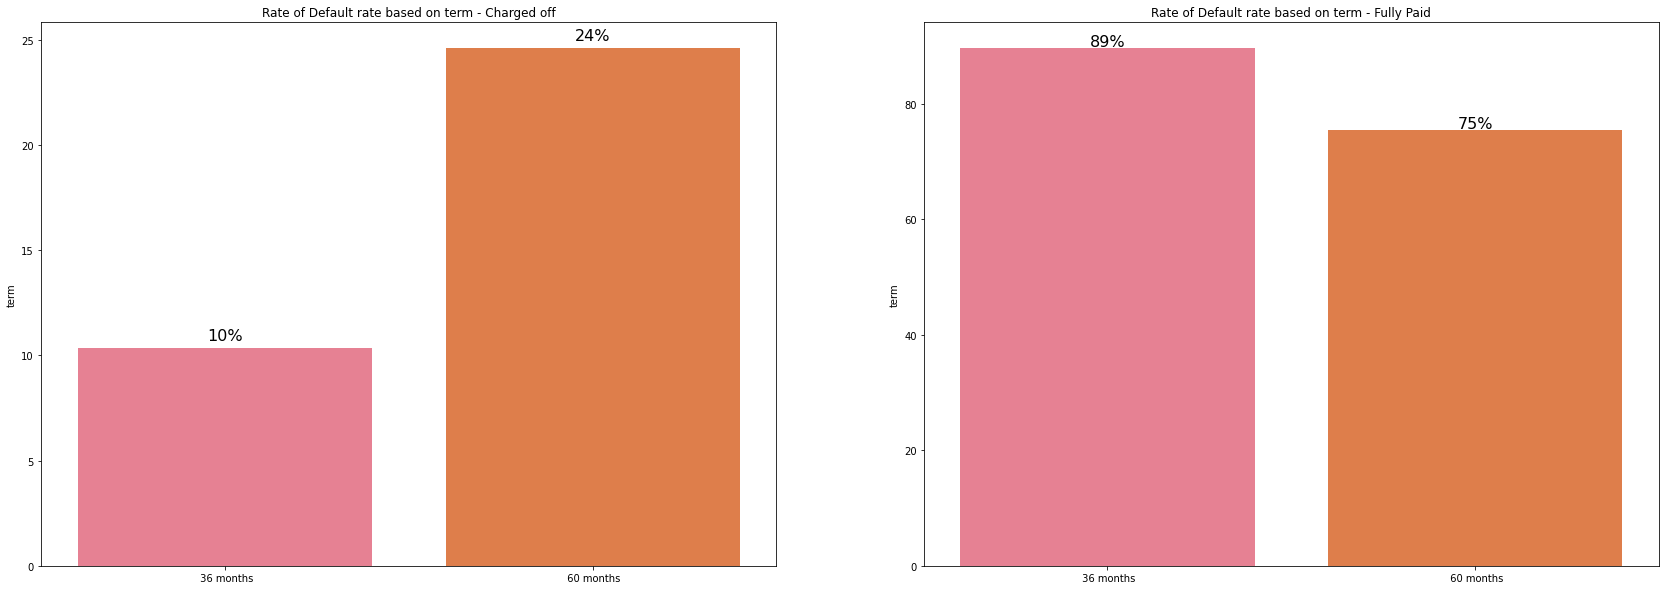 Rate of Default rate based on term - Charged off
25
20
15
10
5
0
term
10%
24%
36 months
60 months
Rate of Default rate based on term - Fully Paid
80
60
40
20
0
term
89%
75%
36 months
60 months